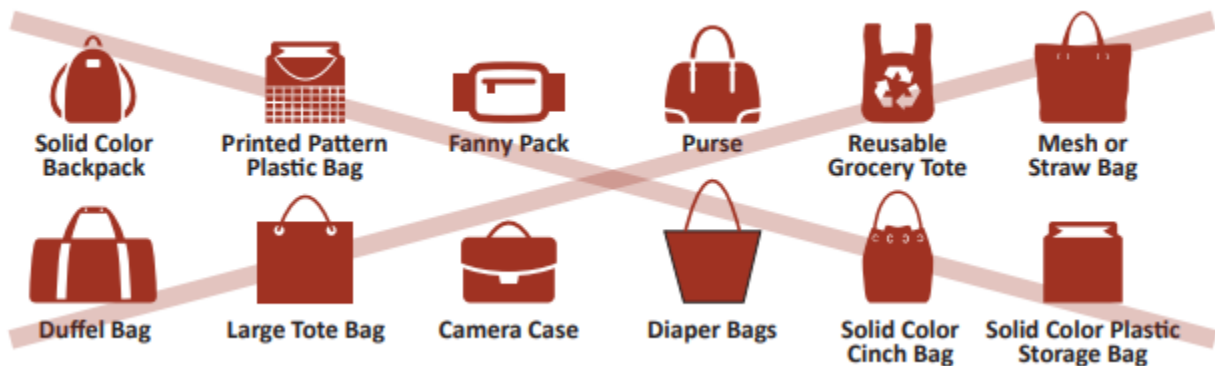 Solid Color
Backpack
Printed Pattern
Plastic Bag
Fanny Pack
Purse
Reusable
Grocery Tote
Mesh or
Straw Bag
Duffel Bag
Large Tote Bag
Camera Case
Diaper Bags
Solid Color
Cinch Bag
Solid Color Plastic
Storage Bag